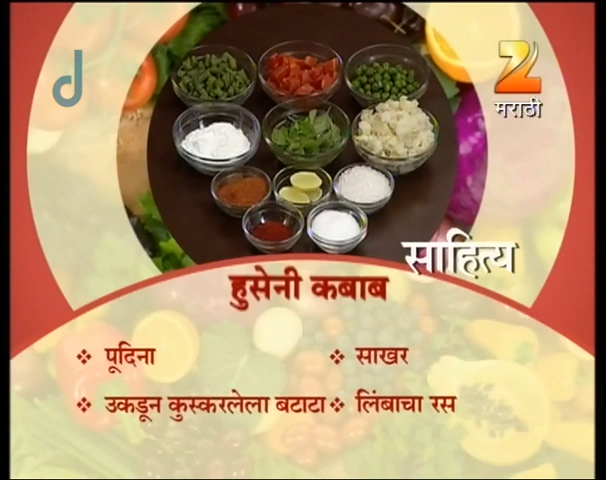 मराठी
साहित्य
हुसेनी कबाब
❖ पूदिना
❖ साखर
❖ उकडून कुस्करलेला बटाटा
❖ लिंबाचा रस